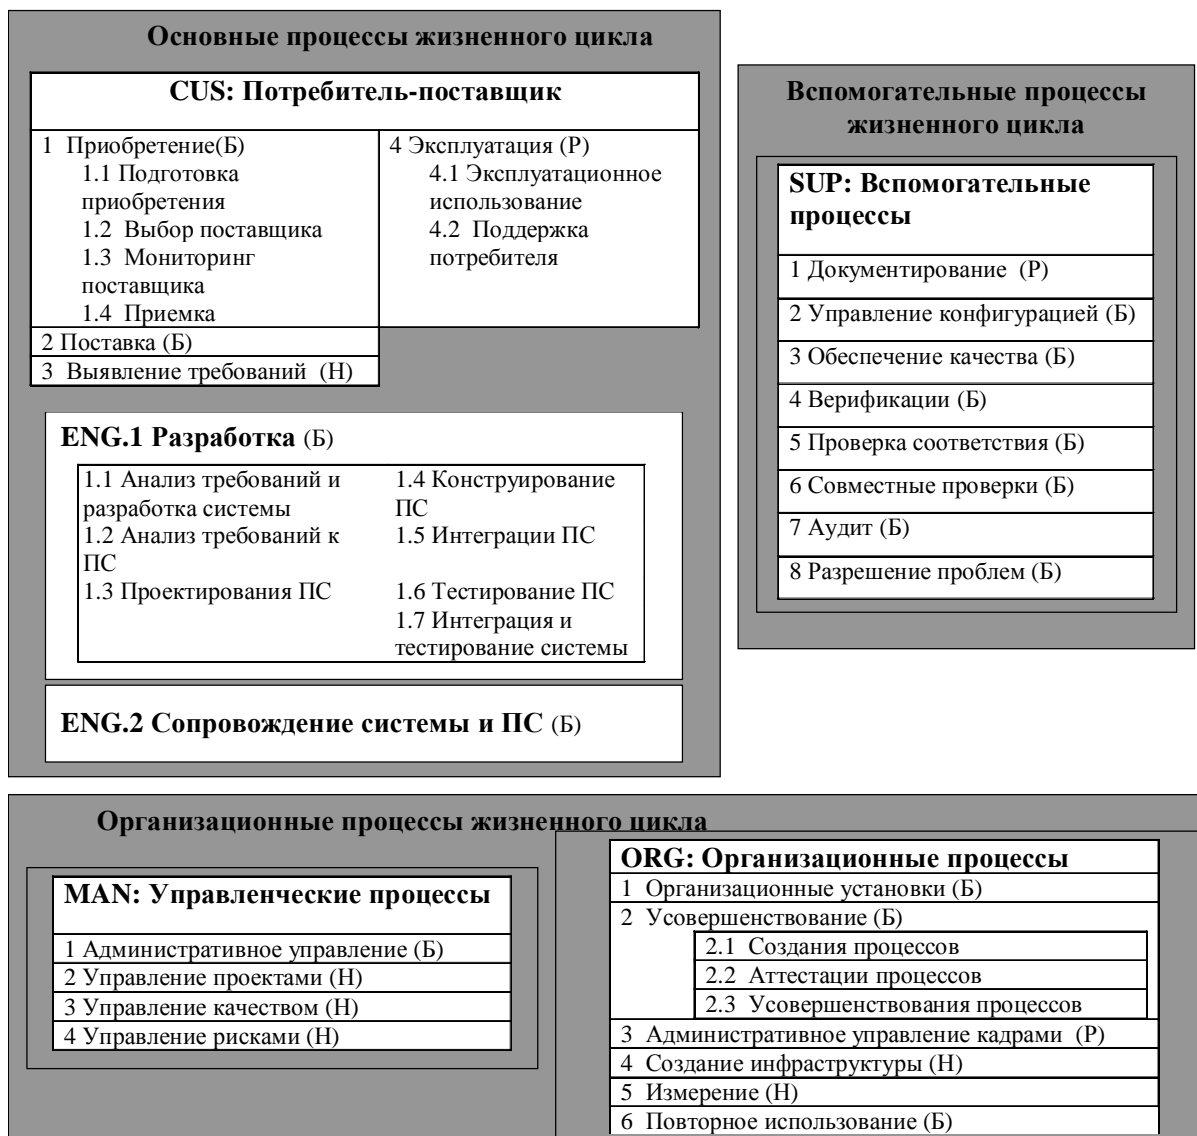 Основные процессы жизненного цикла
CUS: Потребитель-поставщик
1 Приобретение(Б)
1.1 Подготовка
приобретения
1.2 Выбор поставщика
1.3 Мониторинг
поставщика
1.4 Приемка
2 Поставка (Б)
3 Выявление требований (Н)
4 Эксплуатация (Р)
4.1 Эксплуатационное
использование
4.2 Поддержка
потребителя
ENG.1 Разработка (Б)
1.1 Анализ требований и
разработка системы
1.2 Анализ требований к
ПС
1.3 Проектирования ПС
1.4 Конструирование
ПС
1.5 Интеграции ПС
1.6 Тестирование ПС
1.7 Интеграция и
тестирование системы
ENG.2 Сопровождение системы и ПС (Б)
Вспомогательные процессы
жизненного цикла
SUP: Вспомогательные
процессы
1 Документирование (Р)
2 Управление конфигурацией (Б)
3 Обеспечение качества (Б)
4 Верификации (Б)
5 Проверка соответствия (Б)
6 Совместные проверки (Б)
7 Аудит (Б)
8 Разрешение проблем (Б)
Организационные процессы жизненного цикла
MAN: Управленческие процессы
1 Административное управление (Б)
2 Управление проектами (Н)
3 Управление качеством (Н)
4 Управление рисками (Н)
ORG: Организационные процессы
1 Организационные установки (Б)
2 Усовершенствование (Б)
2.1 Создания процессов
2.2 Аттестации процессов
2.3 Усовершенствования процессов
3 Административное управление кадрами (Р)
4 Создание инфраструктуры (Н)
5 Измерение (Н)
6 Повторное использование (Б)